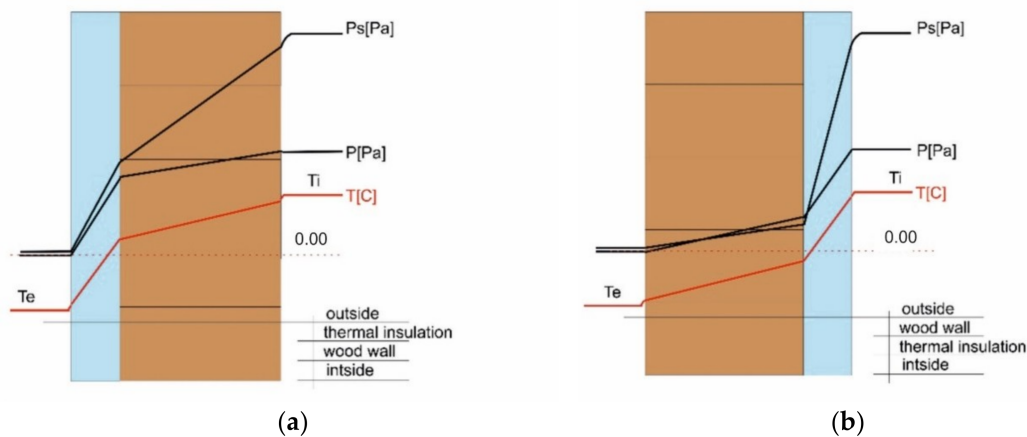 Ps[Pa]
P[Pa]
Ti
T[C]
0.00
Te
outside
thermal insulation
wood wall
intside
(a)
Ps[Pa]
P[Pa]
Ti
T[C]
0.00
Te
outside
wood wall
thermal insulation
intside
(b)